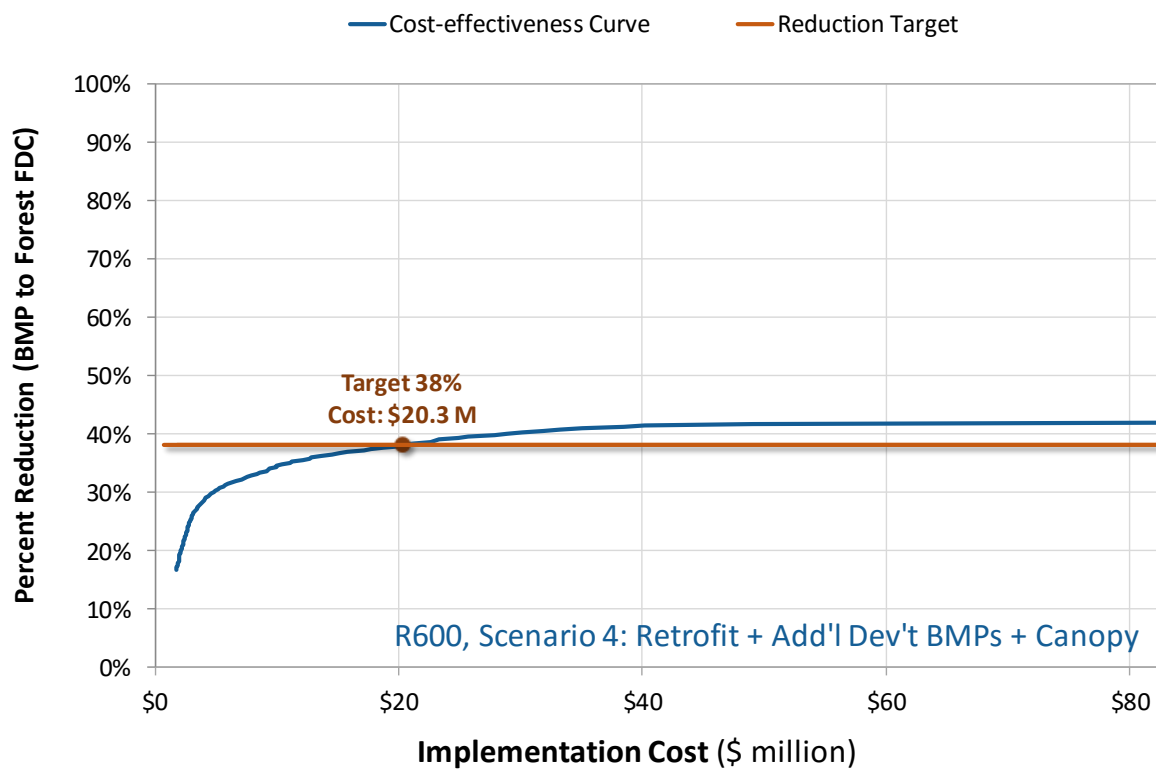 Cost-effectiveness Curve Reduction Target
Percent Reduction (BMP to Forest FDC)
100%
90%
80%
70%
60%
50%
40%
30%
20%
10%
0%
Target 38%
Cost: $20.3 M
R600, Scenario 4: Retrofit + Add'l Dev't BMPs + Canopy
$0 $20 $40 $60 $80
Implementation Cost ($ million)